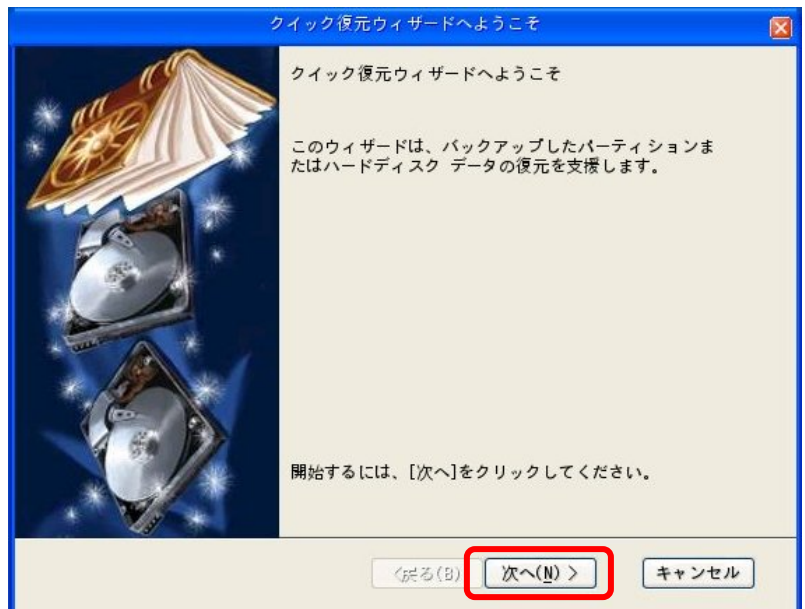 クイック復元ウィザードへようこそ
クイック復元ウィザードへようこそ
このウィザードは、バックアップしたパーティションま
たはハードディスク データの復元を支援します。
開始するには、[次へ]をクリックしてください。
<戻る(B) 次へ(N) > キャンセル